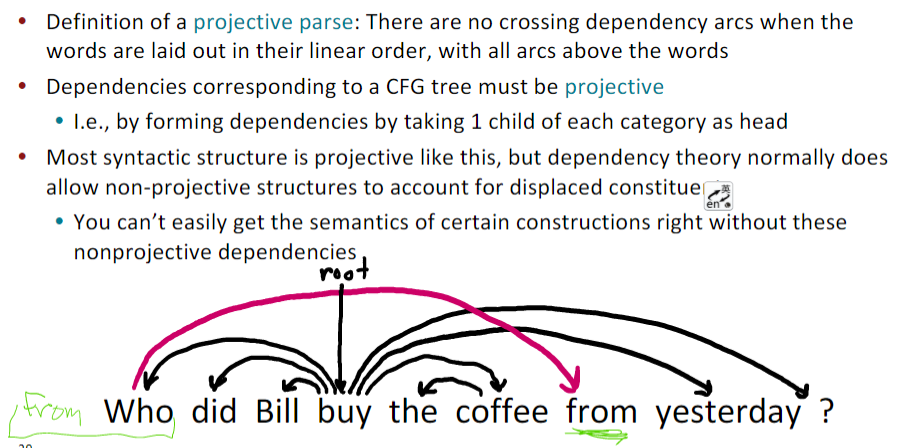 • Definition of a projective parse: There are no crossing dependency arcs when the
words are laid out in their linear order, with all arcs above the words
• Dependencies corresponding to a CFG tree must be projective
• I.e., by forming dependencies by taking 1 child of each category as head
• Most syntactic structure is projective like this, but dependency theory normally does
allow non-projective structures to account for displaced
英
en
• You can't easily get the semantics of certain constructions right without these
nonprojective dependencies
root
from Who did Bill buy the coffee from yesterday ?